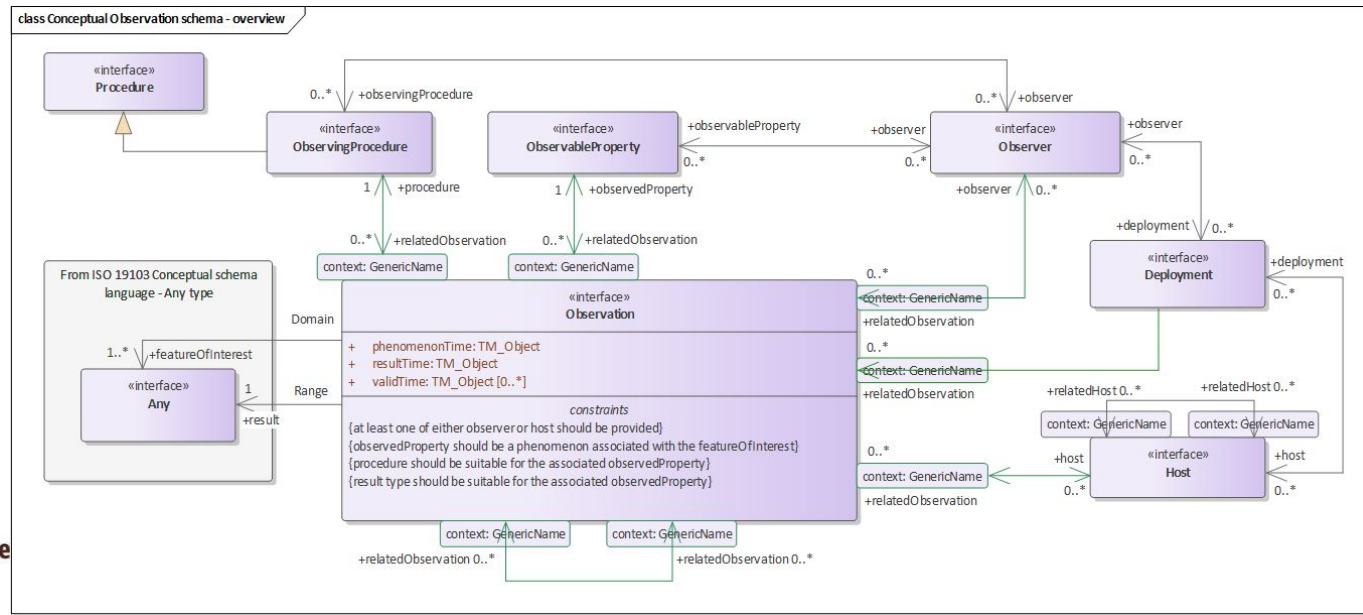 class Conceptual Observation schema - overview
«interface»
Procedure
0..* +observingProcedure
0..* +observer
«interface»
ObservingProcedure
«interface»
ObservableProperty
+observableProperty
0..*
+observer
0..*
«interface»
Observer
+observer
0..*
1 +procedure
1 +observedProperty
+observer 0..*
0..* +relatedObservation
0..* +relatedObservation
context: GenericName
context: GenericName
+deployment 0..*
«interface»
Deployment
+deployment
0..*
From ISO 19103 Conceptual schema
language - Any type
Domain
1..* +featureOfInterest
«interface»
Any
1
Range
+result
«interface»
Observation
+ phenomenonTime: TM_Object
+ resultTime: TM_Object
+ validTime: TM_Object [0..*]
constraints
{at least one of either observer or host should be provided}
{observedProperty should be a phenomenon associated with the featureOfInterest}
{procedure should be suitable for the associated observedProperty}
{result type should be suitable for the associated observedProperty}
0..*
context: GenericName
+relatedObservation
0..*
context: GenericName
+relatedObservation
0..*
context: GenericName
+relatedObservation
+relatedHost 0..*
+relatedHost 0..*
context: GenericName
context: GenericName
+host
0..*
«interface»
Host
+host
0..*
context: GenericName
context: GenericName
+relatedObservation 0..*
+relatedObservation 0..*
e